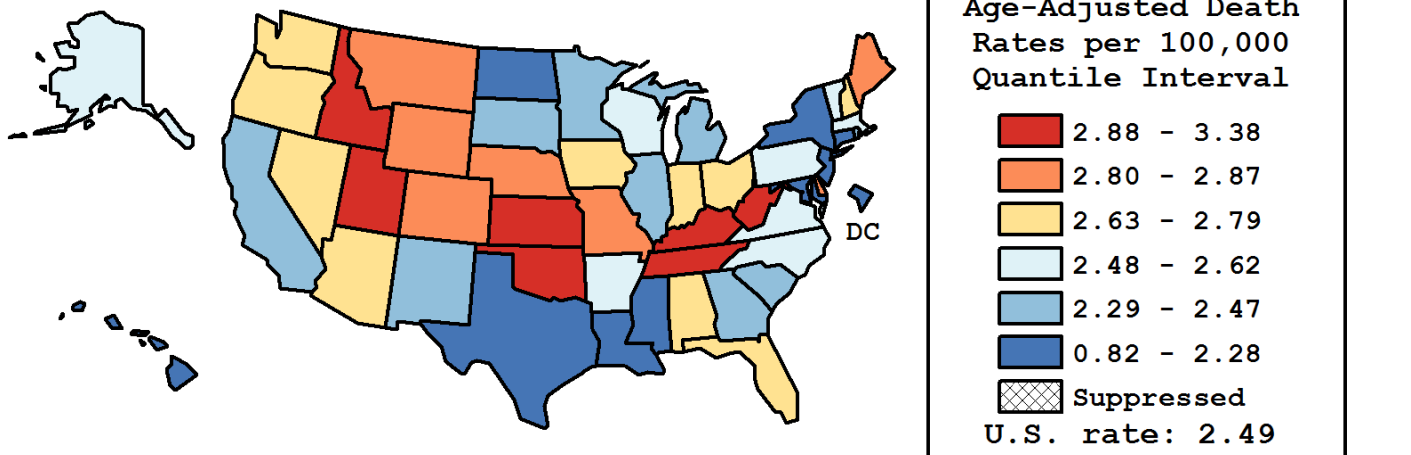 Age-Adjusted Death
Rates per 100,000
Quantile Interval
2.88 - 3.38
2.80 - 2.87
2.63 - 2.79
2.48 - 2.62
2.29 - 2.47
0.82 - 2.28
Suppressed
U.S. rate: 2.49
DC